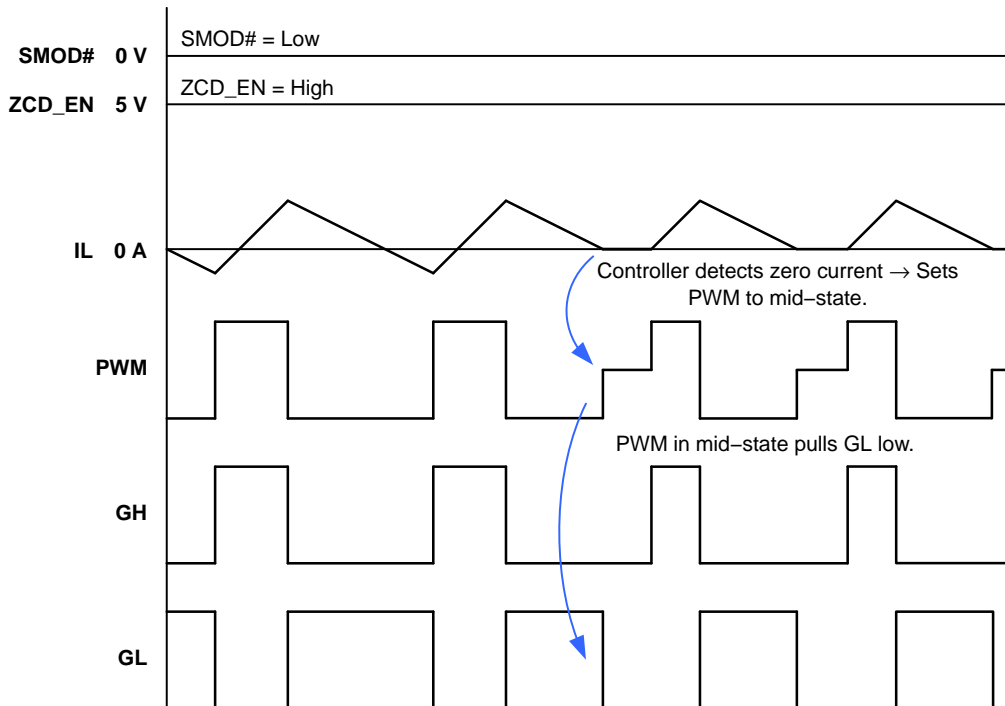 SMOD# 0 V
SMOD# = Low
ZCD_EN 5 V
ZCD_EN = High
IL 0 A
Controller detects zero current → Sets
PWM to mid−state.
PWM
PWM in mid−state pulls GL low.
GH
GL